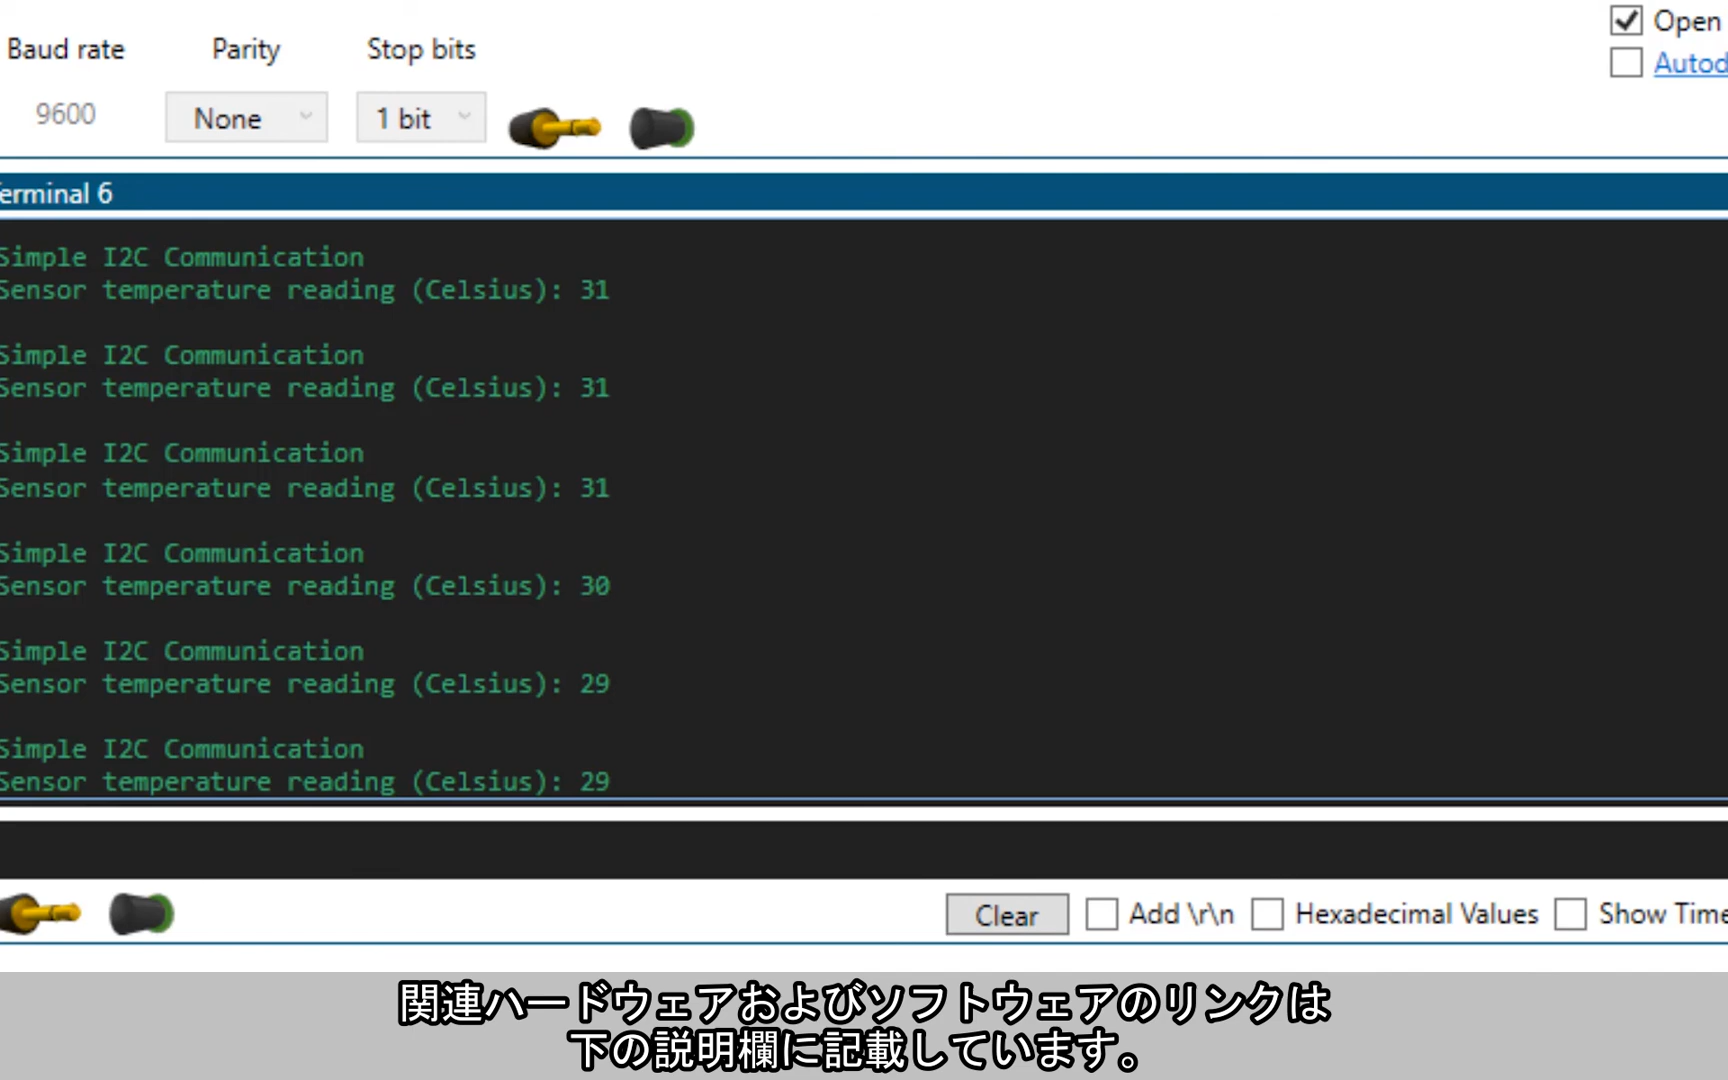 Open
Baud rate Parity Stop bits
Autod
9600 None 1 bit
erminal 6
Simple I2C Communication
Sensor temperature reading (Celsius): 31
Simple I2C Communication
Sensor temperature reading (Celsius): 31
Simple I2C Communication
Sensor temperature reading (Celsius): 31
Simple I2C Communication
Sensor temperature reading (Celsius): 30
Simple I2C Communication
Sensor temperature reading (Celsius): 29
Simple I2C Communication
Sensor temperature reading (Celsius): 29
Clear Add \r\n Hexadecimal Values Show Time
関連ハードウェアおよびソフトウェアのリンクは
下の説明欄に記載しています。